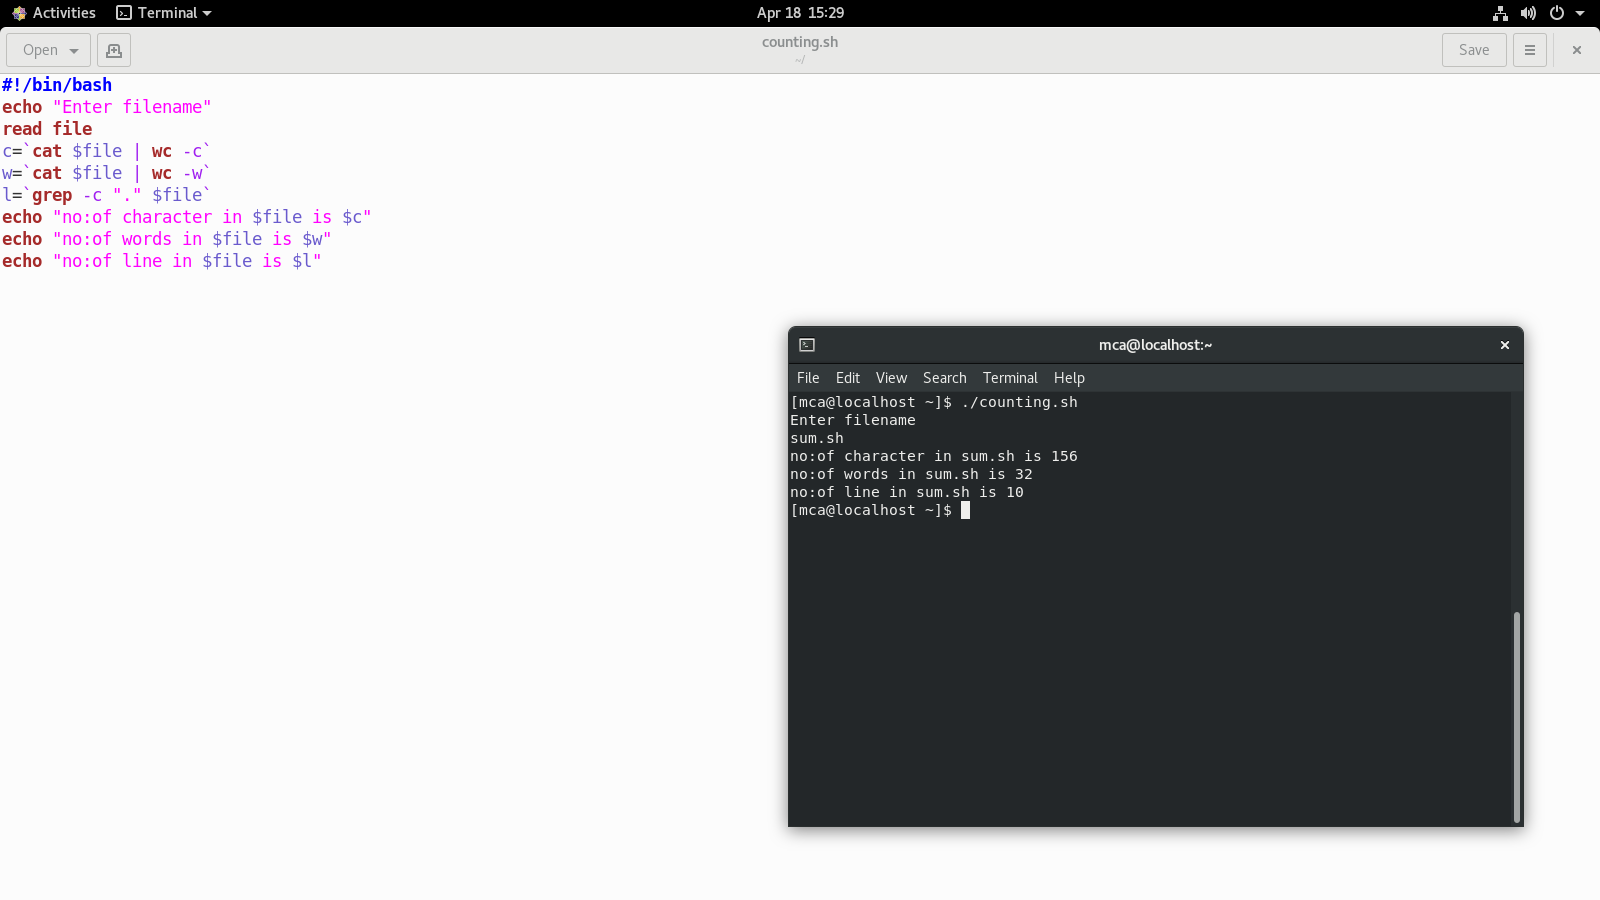 Activities Terminal Apr 18 15:29
Open counting.sh Save
~/
#!/bin/bash
echo "Enter filename"
read file
c=`cat $file | wc -c`
w=`cat $file | wc -w`
l=`grep -c "." $file`
echo "no:of character in $file is $c"
echo "no:of words in $file is $w"
echo "no:of line in $file is $l"
mca@localhost:~
File Edit View Search Terminal Help
[mca@localhost ~]$ ./counting.sh
Enter filename
sum.sh
no:of character in sum.sh is 156
no:of words in sum.sh is 32
no:of line in sum.sh is 10
[mca@localhost ~]$